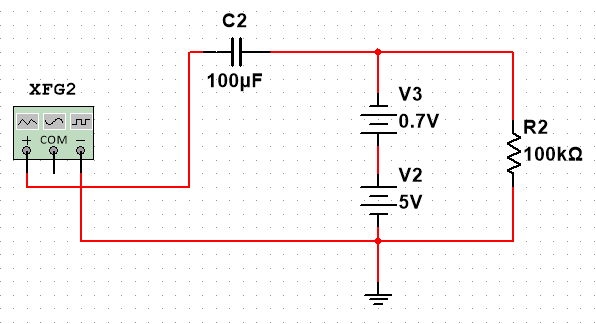 C2
100µF
XFG2
+ COM −
V3
0.7V
V2
5V
R2
100kΩ